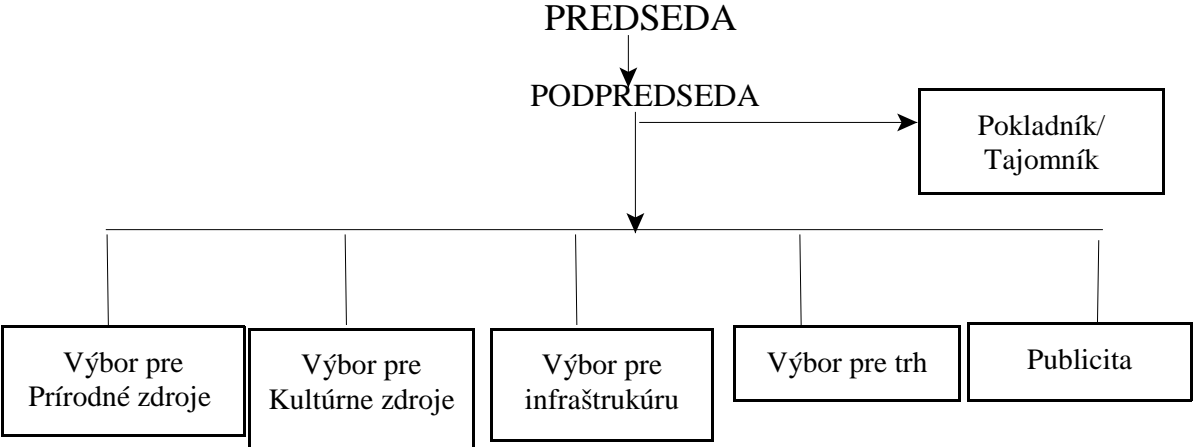 PREDSEDA
PODPREDSEDA
Pokladník/
Tajomník
Výbor pre
Prírodné zdroje
Výbor pre
Kultúrne zdroje
Výbor pre
infraštrukúru
Výbor pre trh
Publicita